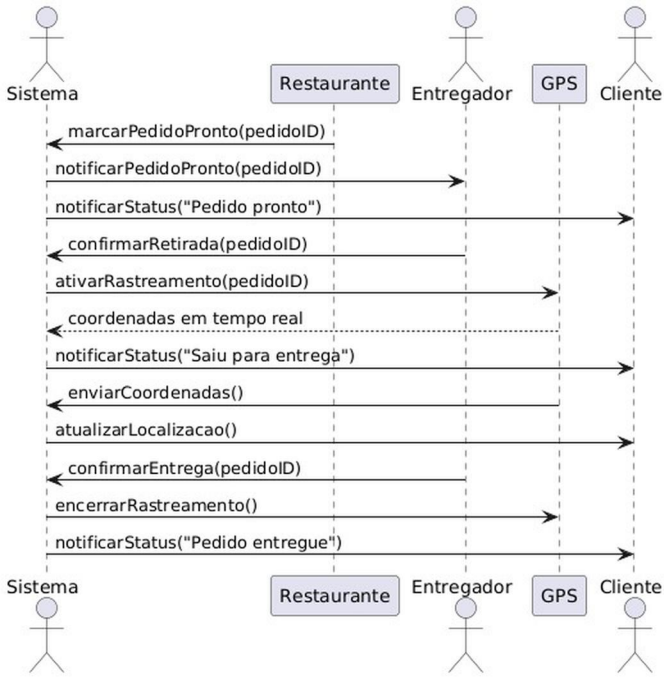 Sistema
Restaurante
Entregador
GPS
Cliente
marcarPedidoPronto(pedidoID)
notificarPedidoPronto(pedidoID)
notificarStatus("Pedido pronto")
confirmarRetirada(pedidoID)
ativarRastreamento(pedidoID)
coordenadas em tempo real
notificarStatus("Saiu para entrega")
enviarCoordenadas()
atualizarLocalizacao()
confirmarEntrega(pedidoID)
encerrarRastreamento()
notificarStatus("Pedido entregue")
Sistema
Restaurante
Entregador
GPS
Cliente